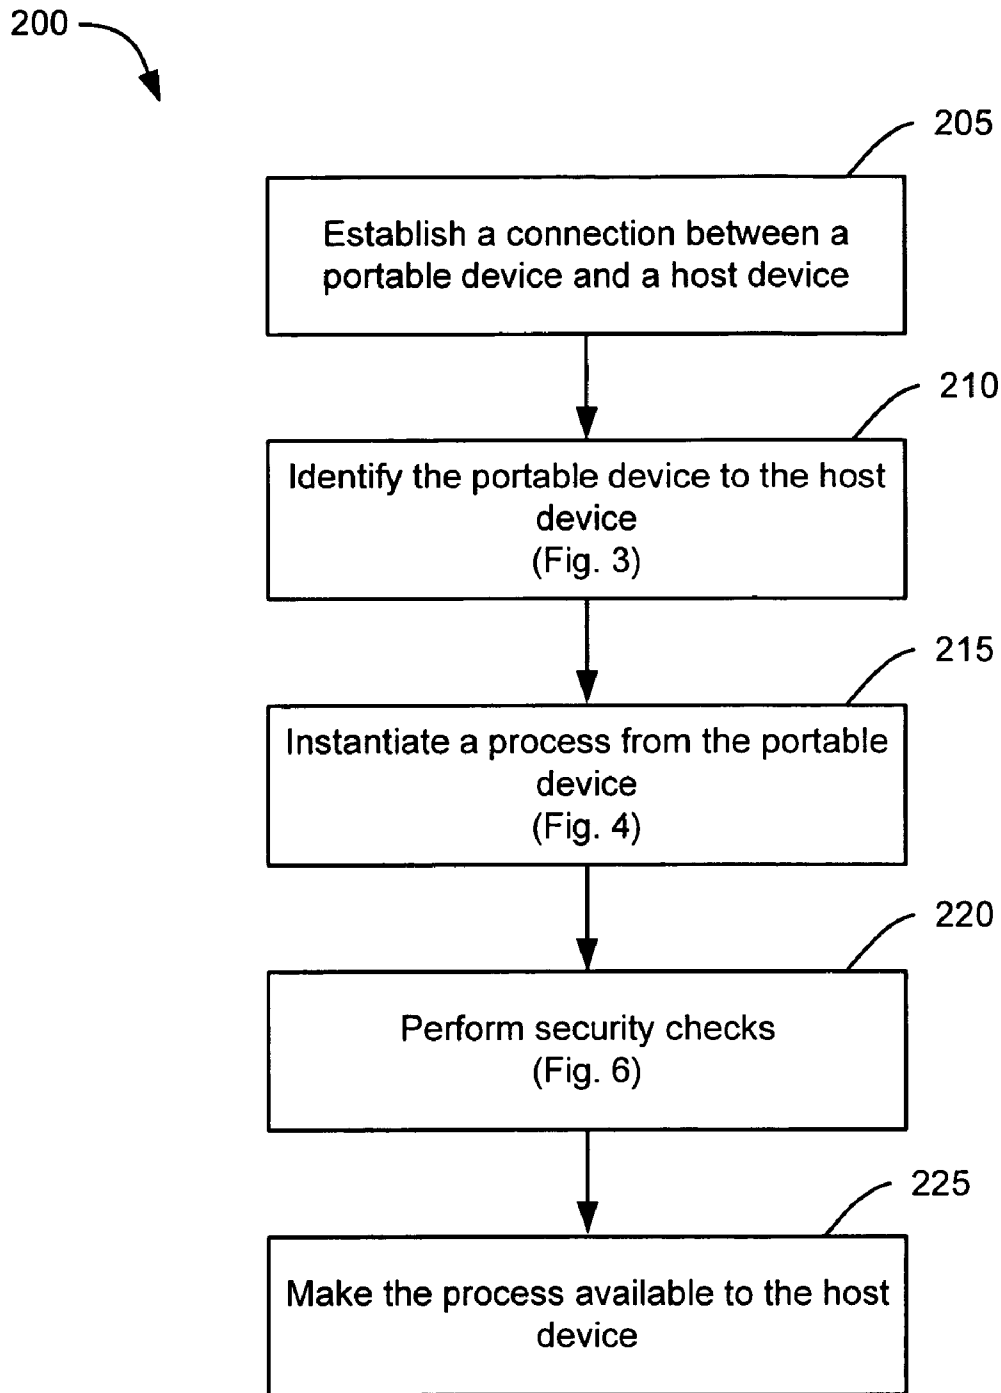 200
205
Establish a connection between a
portable device and a host device
210
Identify the portable device to the host
device
(Fig. 3)
215
Instantiate a process from the portable
device
(Fig. 4)
220
Perform security checks
(Fig. 6)
225
Make the process available to the host
device